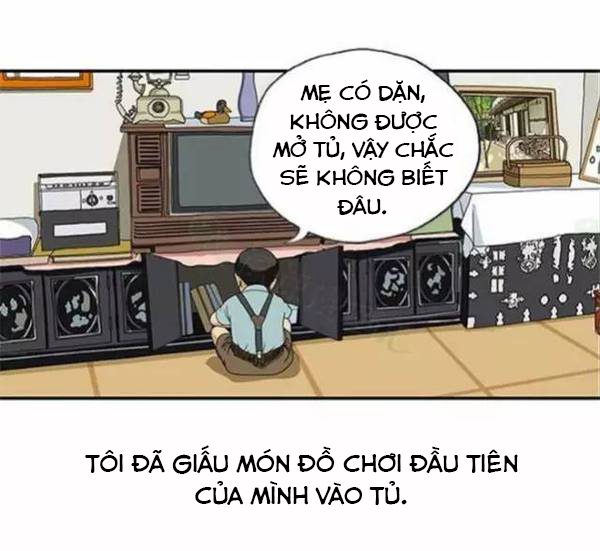 MẸ CÓ DẶN,
KHÔNG ĐƯỢC
MỞ TỦ, VẬY CHẮC
SẼ KHÔNG BIẾT
ĐÂU.
TÔI ĐÃ GIẤU MÓN ĐỒ CHƠI ĐẦU TIÊN
CỦA MÌNH VÀO TỦ.